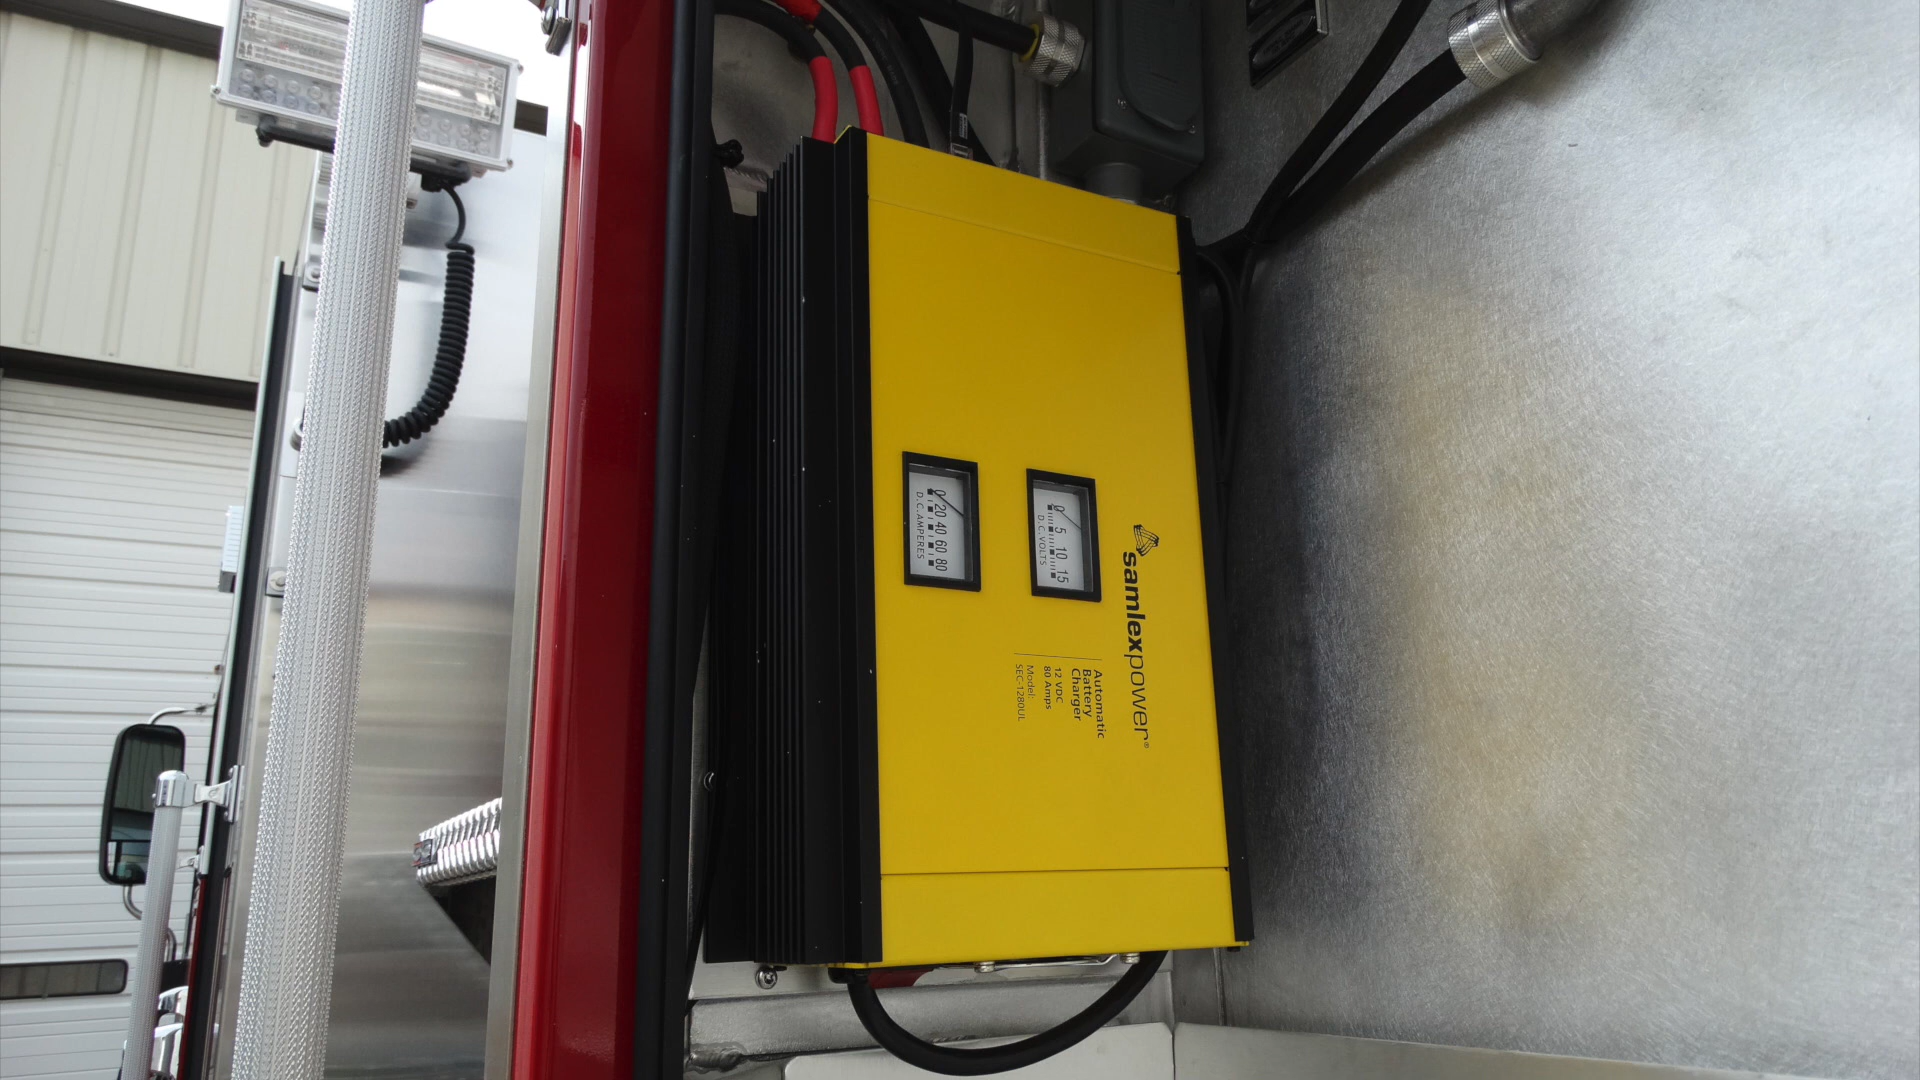 samlexpower®
Automatic
Battery
Charger
12 VDC
80 Amps
Model:
SEC-1280UL
0 5 10 15
D.C.VOLTS
0 20 40 60 80
D.C.AMPERES